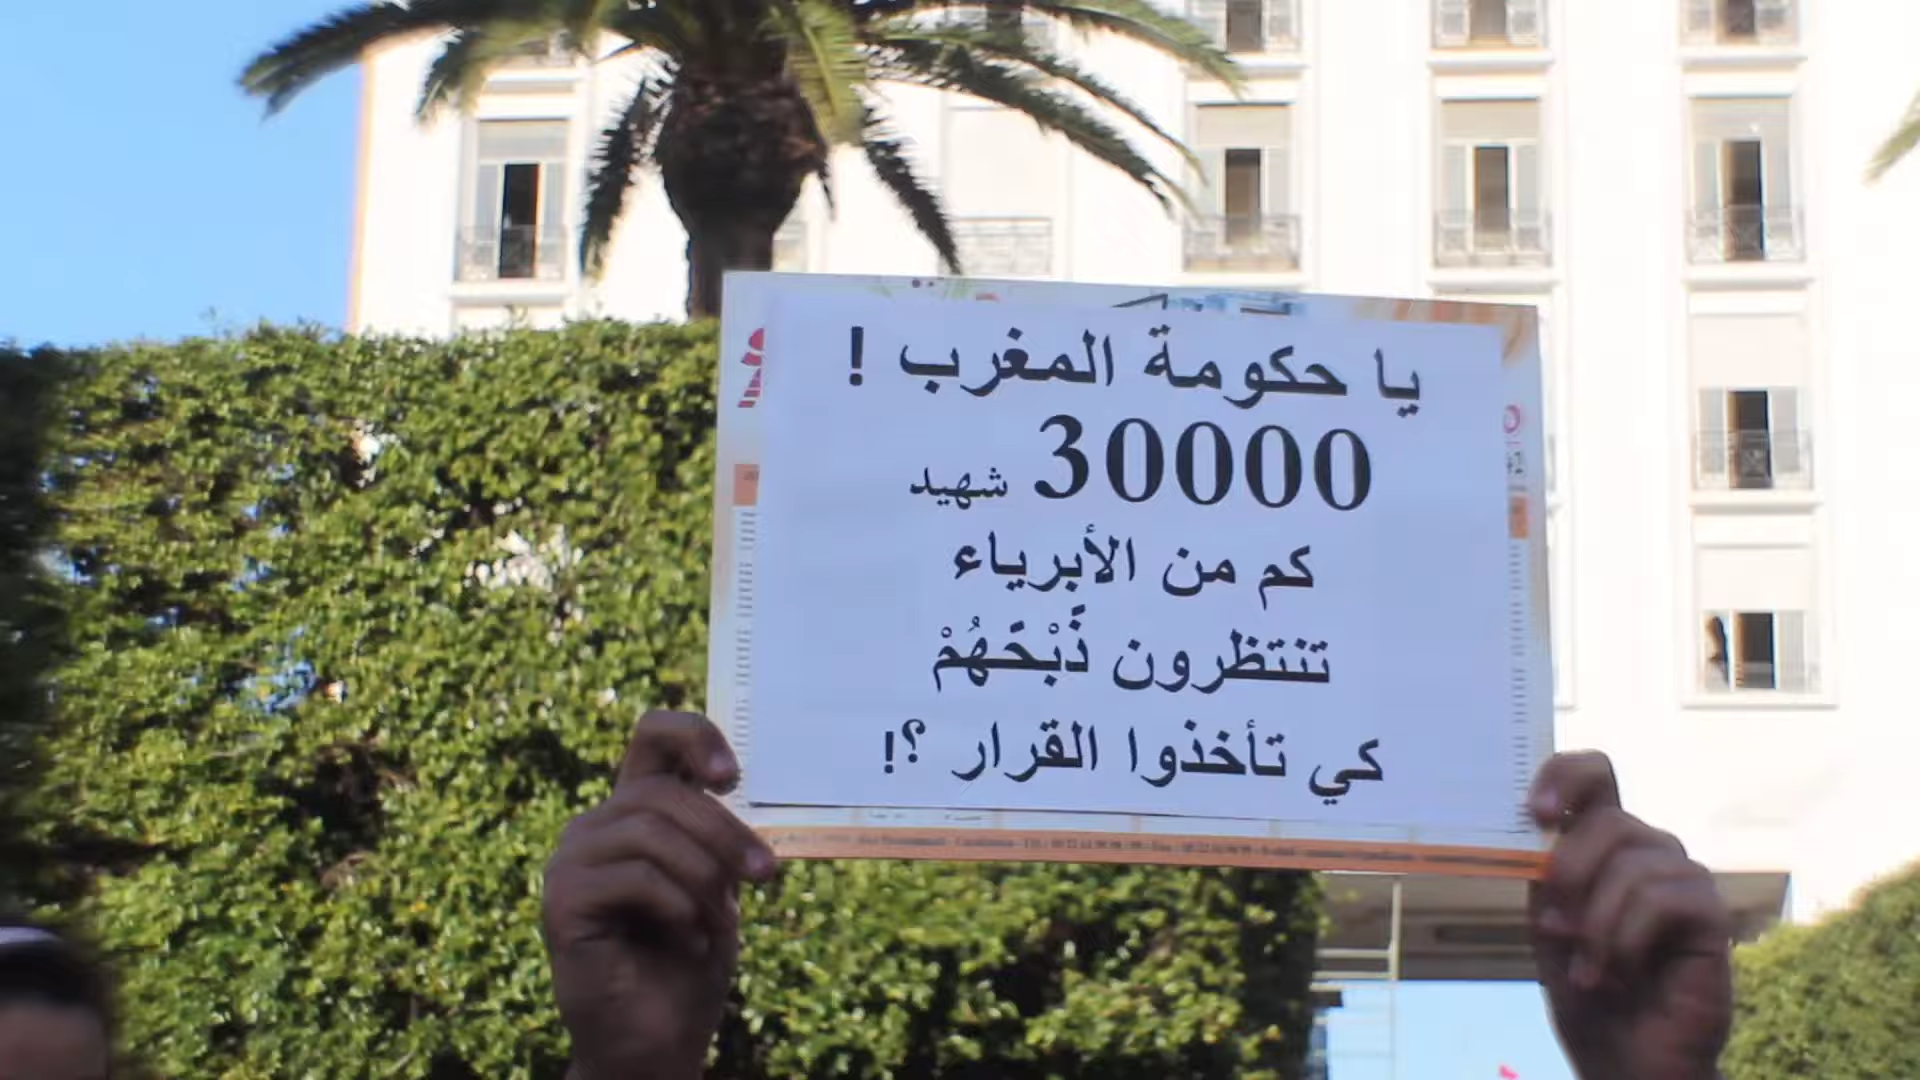 يا حكومة المغرب !
30000 شهيد
كم من الأبرياء
تنتظرون ذَبْحَهُمْ
كي تأخذوا القرار ؟!